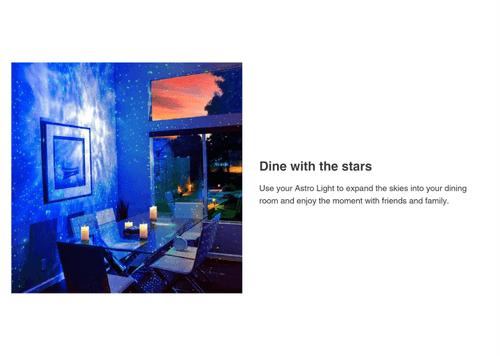 Dine with the stars
Use your Astro Light to expand the skies into your dining
room and enjoy the moment with friends and family.